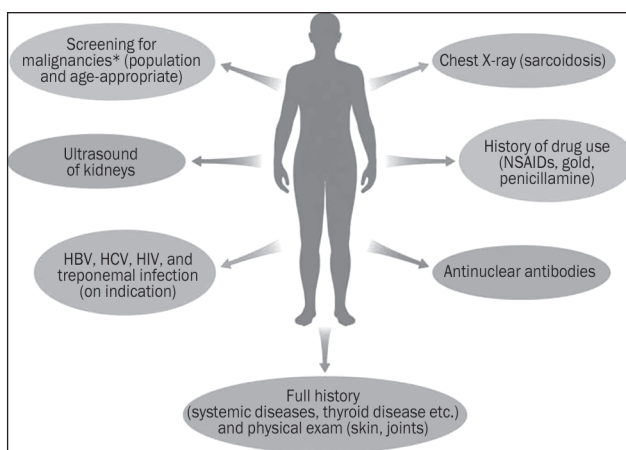 Screening for
malignancies* (population
and age-appropriate)
Chest X-ray (sarcoidosis)
Ultrasound
of kidneys
History of drug use
(NSAIDs, gold,
penicillamine)
HBV, HCV, HIV, and
treponemal infection
(on indication)
Antinuclear antibodies
Full history
(systemic diseases, thyroid disease etc.)
and physical exam (skin, joints)